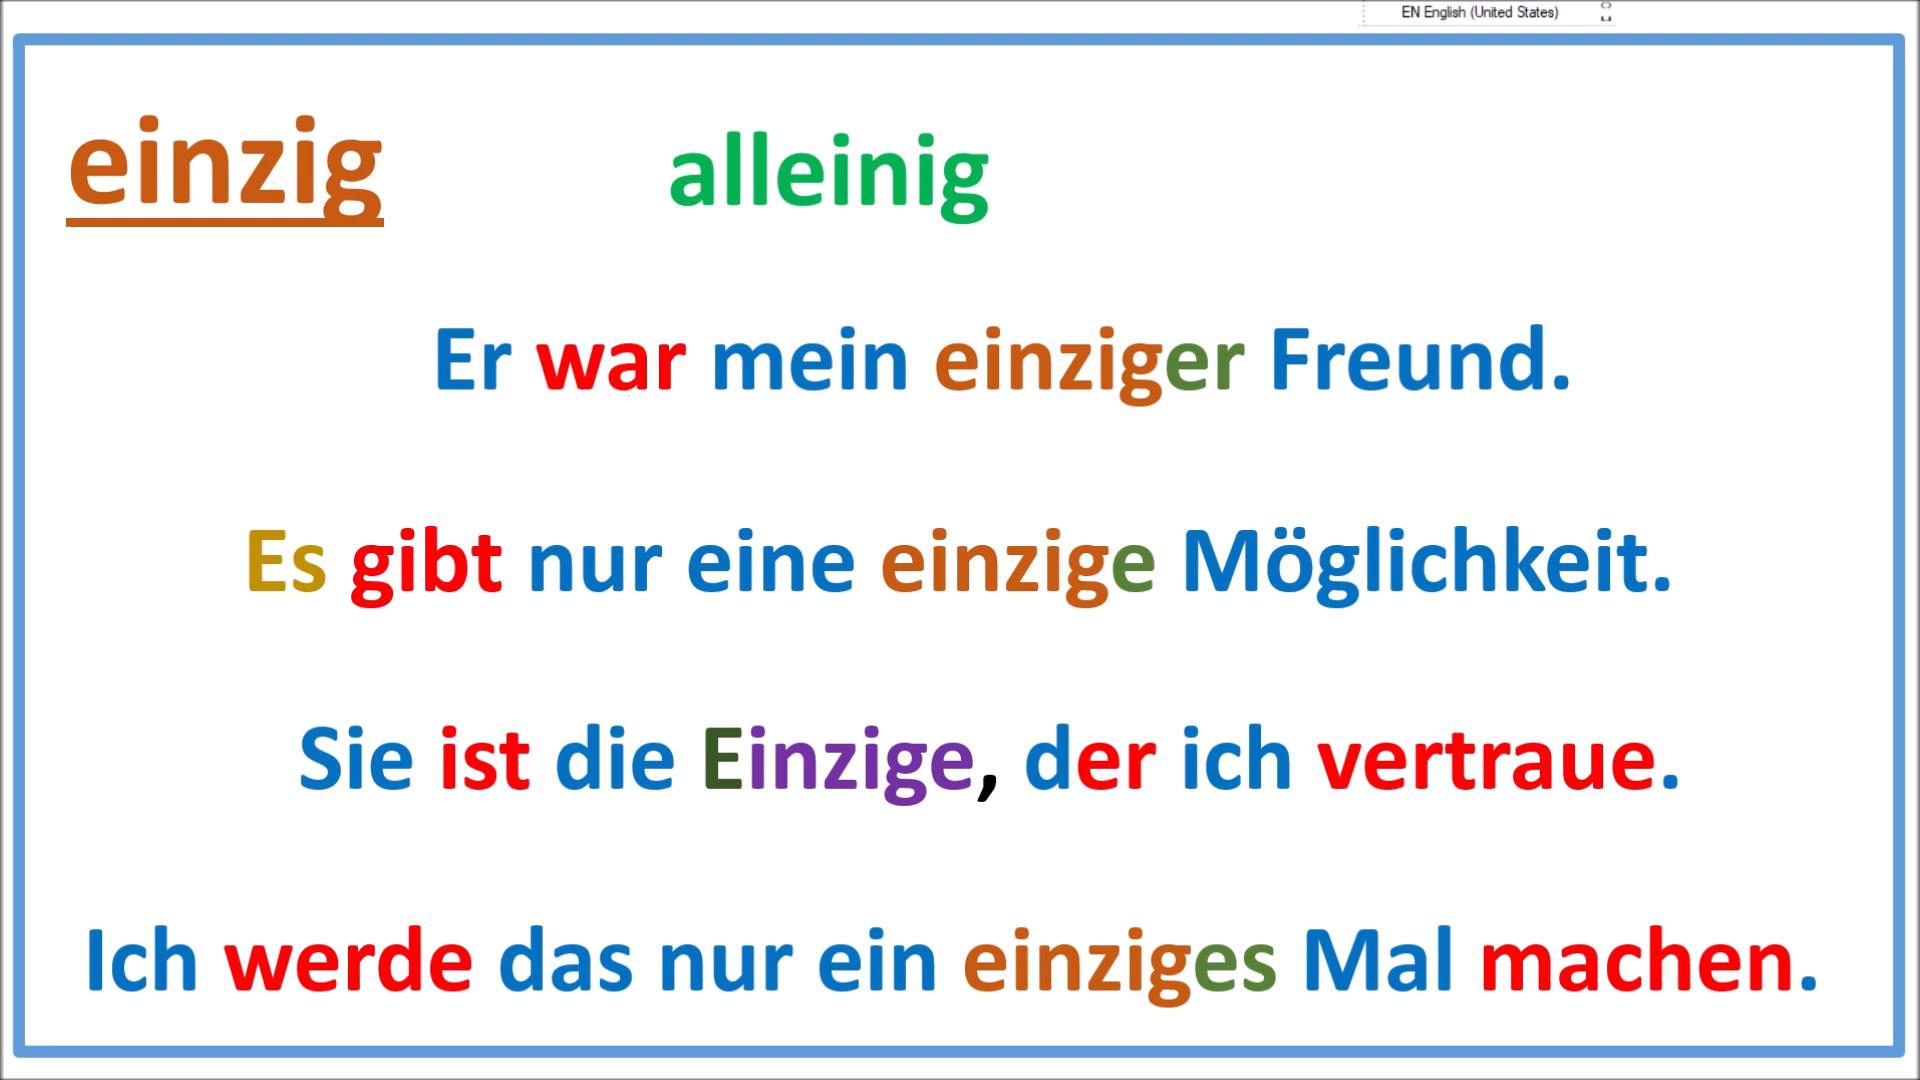 EN English (United States)
einzig alleinig
Er war mein einziger Freund.
Es gibt nur eine einzige Möglichkeit.
Sie ist die Einzige, der ich vertraue.
Ich werde das nur ein einziges Mal machen.